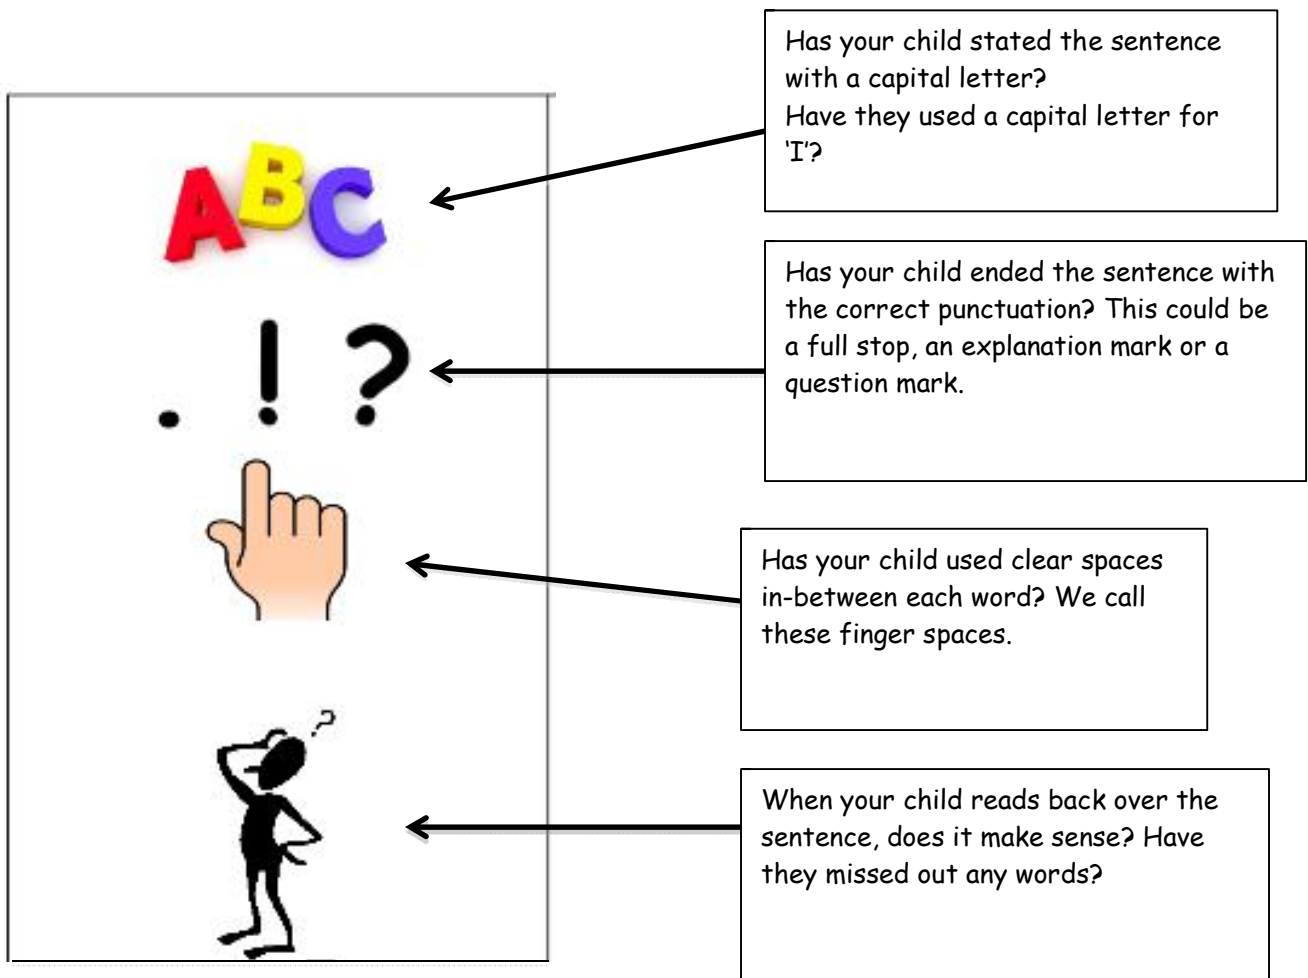 Has your child stated the sentence
with a capital letter?
Have they used a capital letter for
‘I’?
ABC
Has your child ended the sentence with
the correct punctuation? This could be
a full stop, an explanation mark or a
question mark.
. ! ?
Has your child used clear spaces
in-between each word? We call
these finger spaces.
?
When your child reads back over the
sentence, does it make sense? Have
they missed out any words?